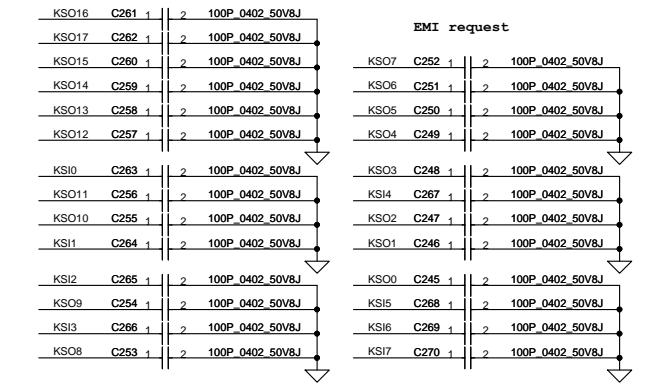 KSO16 C261 1 2 100P_0402_50V8J
KSO17 C262 1 2 100P_0402_50V8J
KSO15 C260 1 2 100P_0402_50V8J
KSO14 C259 1 2 100P_0402_50V8J
KSO13 C258 1 2 100P_0402_50V8J
KSO12 C257 1 2 100P_0402_50V8J
KSI0 C263 1 2 100P_0402_50V8J
KSO11 C256 1 2 100P_0402_50V8J
KSO10 C255 1 2 100P_0402_50V8J
KSI1 C264 1 2 100P_0402_50V8J
KSI2 C265 1 2 100P_0402_50V8J
KSO9 C254 1 2 100P_0402_50V8J
KSI3 C266 1 2 100P_0402_50V8J
KSO8 C253 1 2 100P_0402_50V8J
EMI request
KSO7 C252 1 2 100P_0402_50V8J
KSO6 C251 1 2 100P_0402_50V8J
KSO5 C250 1 2 100P_0402_50V8J
KSO4 C249 1 2 100P_0402_50V8J
KSO3 C248 1 2 100P_0402_50V8J
KSI4 C267 1 2 100P_0402_50V8J
KSO2 C247 1 2 100P_0402_50V8J
KSO1 C246 1 2 100P_0402_50V8J
KSO0 C245 1 2 100P_0402_50V8J
KSI5 C268 1 2 100P_0402_50V8J
KSI6 C269 1 2 100P_0402_50V8J
KSI7 C270 1 2 100P_0402_50V8J